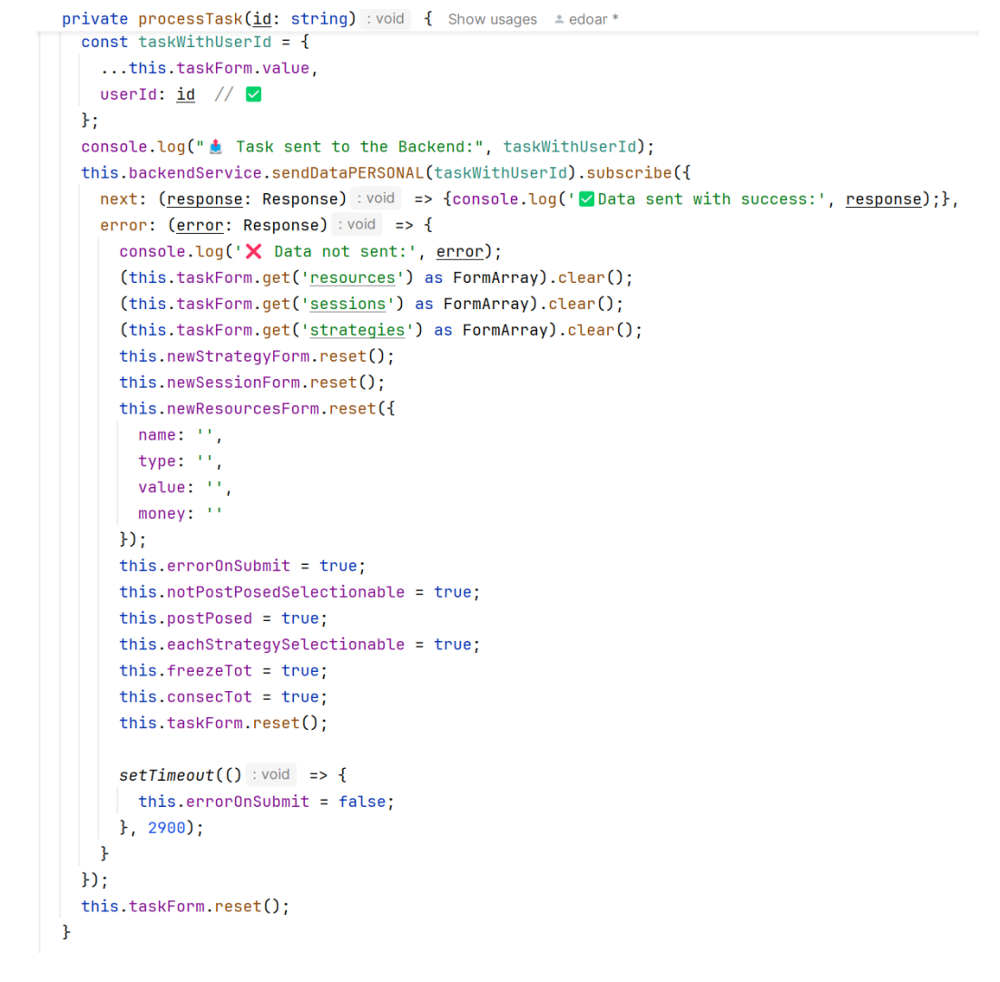 private processTask(id: string) : void { Show usages edoar *
const taskWithUserId = {
...this.taskForm.value,
userId: id // ✅
};
console.log("📤 Task sent to the Backend:", taskWithUserId);
this.backendService.sendDataPERSONAL(taskWithUserId).subscribe({
next: (response: Response) : void => {console.log('✅Data sent with success:', response);},
error: (error: Response) : void => {
console.log('❌ Data not sent:', error);
(this.taskForm.get('resources') as FormArray).clear();
(this.taskForm.get('sessions') as FormArray).clear();
(this.taskForm.get('strategies') as FormArray).clear();
this.newStrategyForm.reset();
this.newSessionForm.reset();
this.newResourcesForm.reset({
name: '',
type: '',
value: '',
money: ''
});
this.errorOnSubmit = true;
this.notPostPosedSelectionable = true;
this.postPosed = true;
this.eachStrategySelectionable = true;
this.freezeTot = true;
this.consecTot = true;
this.taskForm.reset();
setTimeout(() : void => {
this.errorOnSubmit = false;
}, 2900);
}
});
this.taskForm.reset();
}